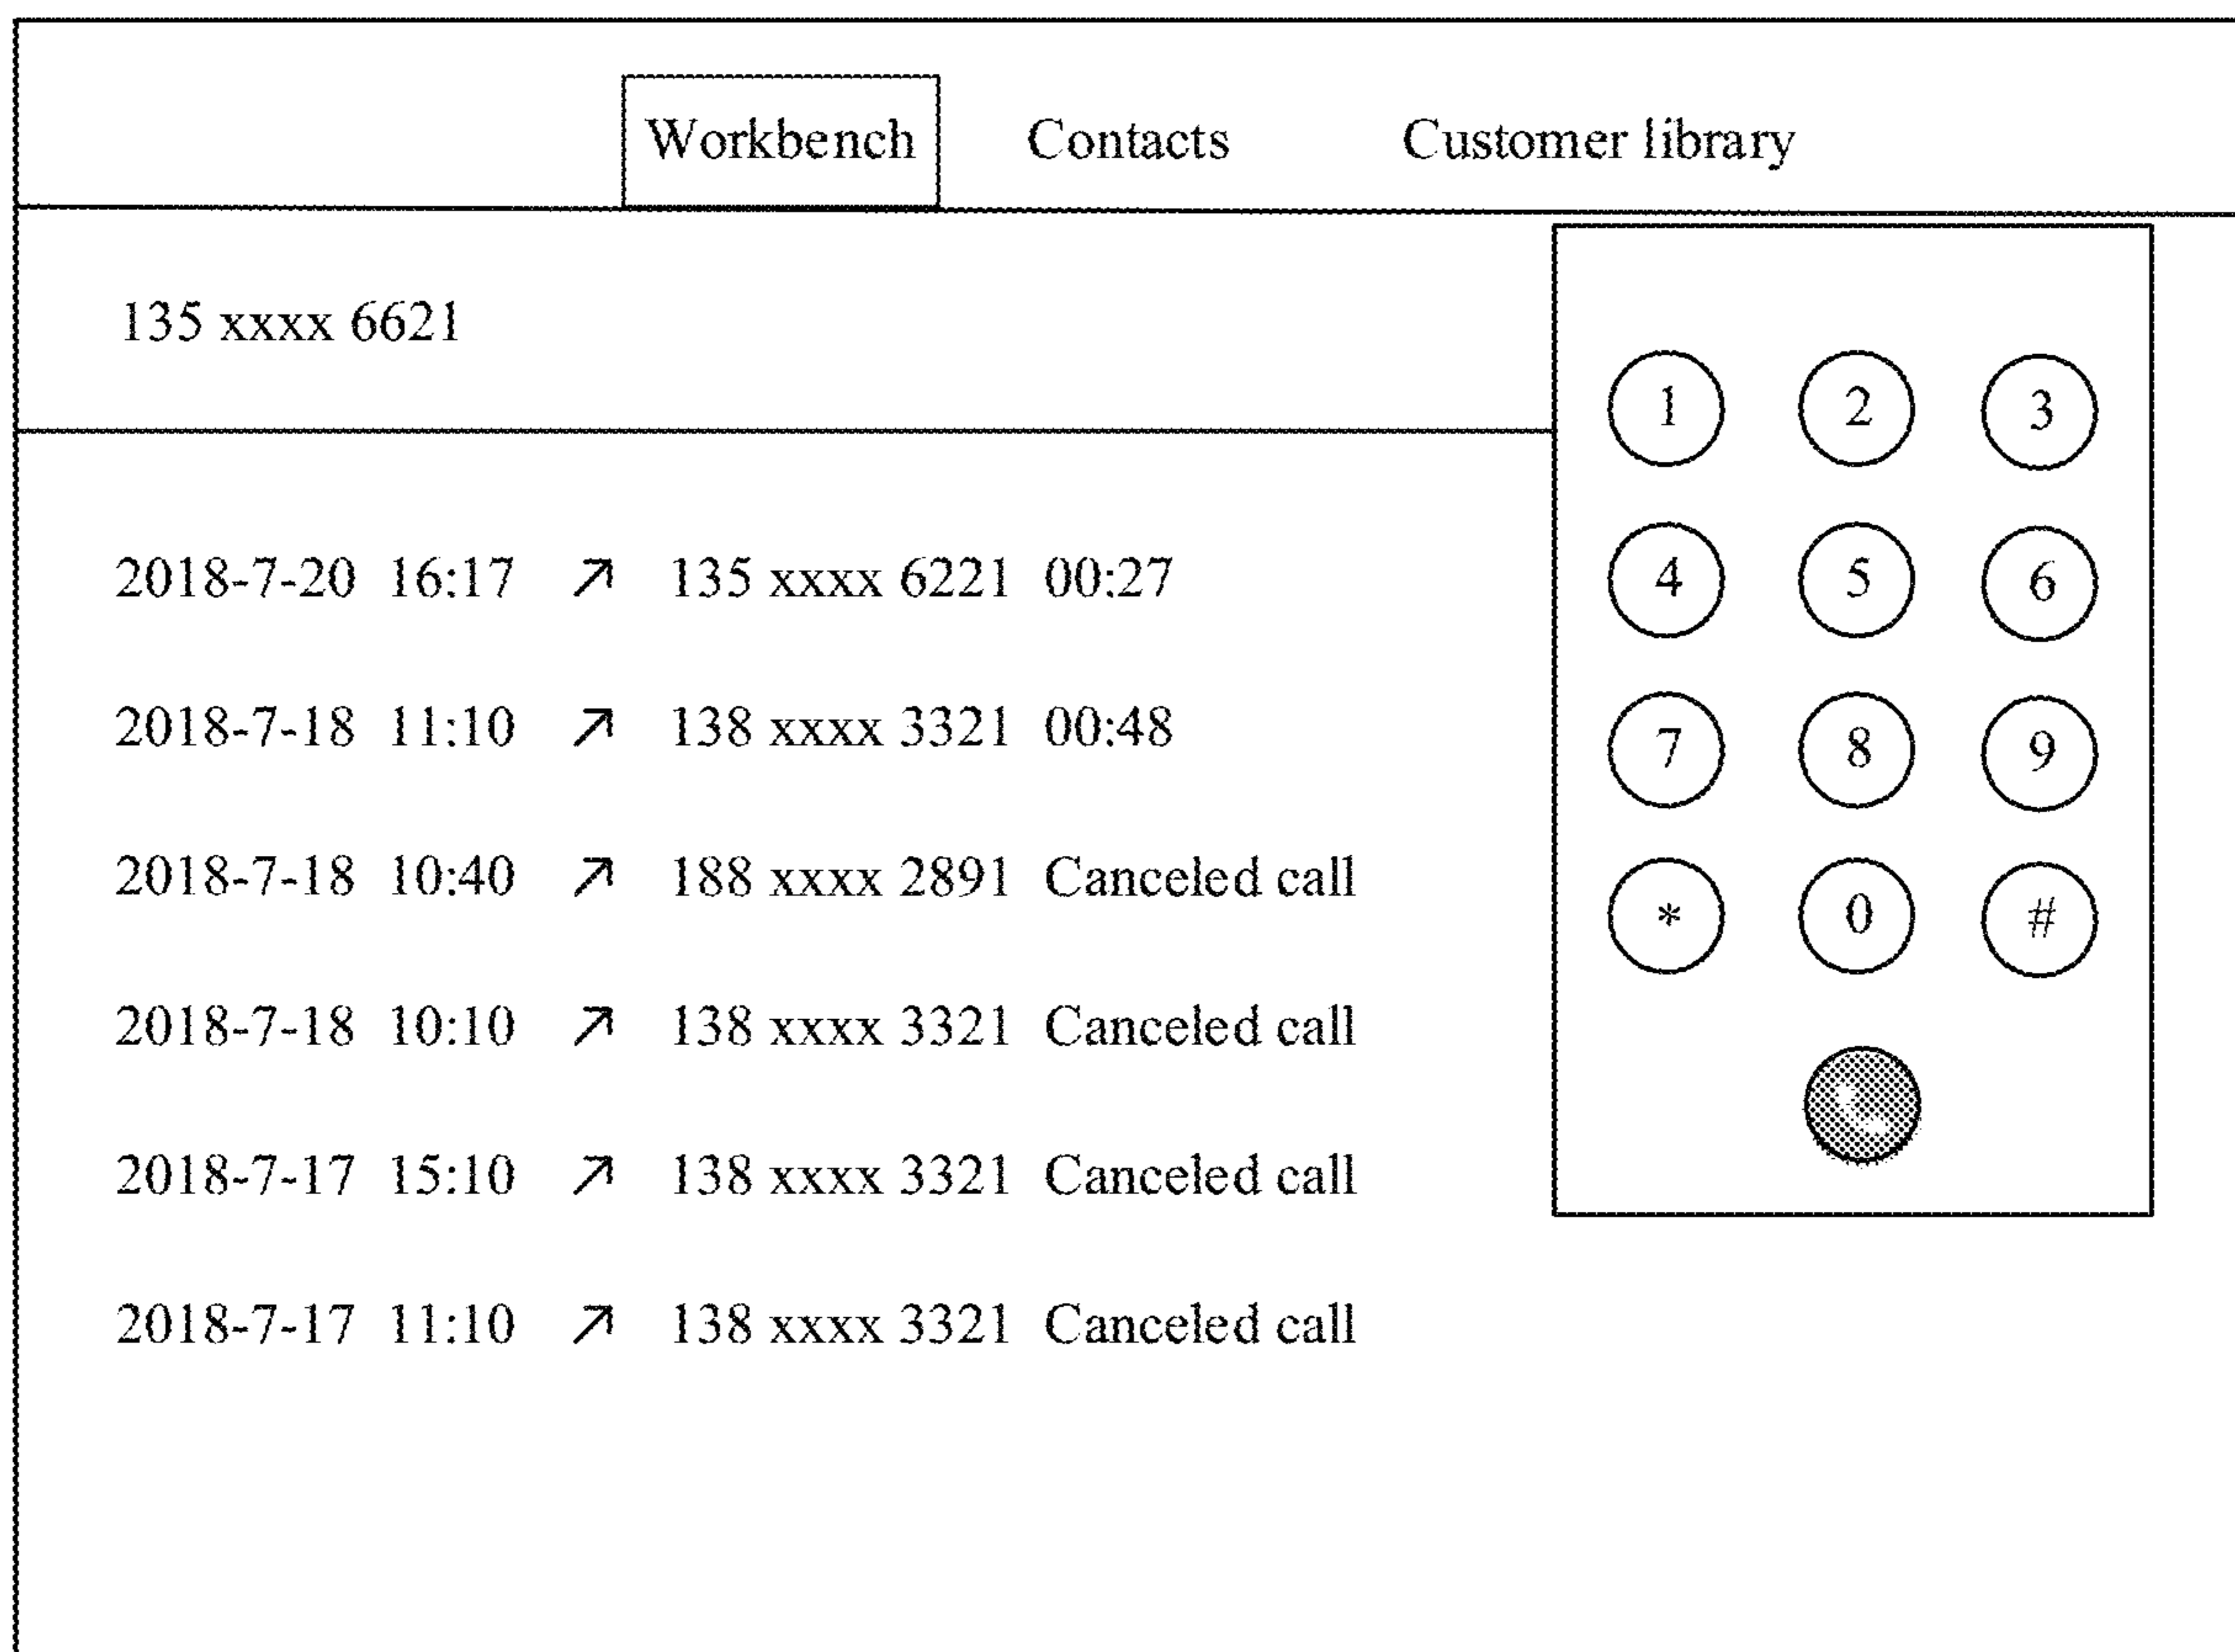 Workbench Contacts Customer library
135 xxxx 6621
1 2 3
4 5 6
7 8 9
* 0 #
2018-7-20 16:17 ↗ 135 xxxx 6221 00:27
2018-7-18 11:10 ↗ 138 xxxx 3321 00:48
2018-7-18 10:40 ↗ 188 xxxx 2891 Canceled call
2018-7-18 10:10 ↗ 138 xxxx 3321 Canceled call
2018-7-17 15:10 ↗ 138 xxxx 3321 Canceled call
2018-7-17 11:10 ↗ 138 xxxx 3321 Canceled call